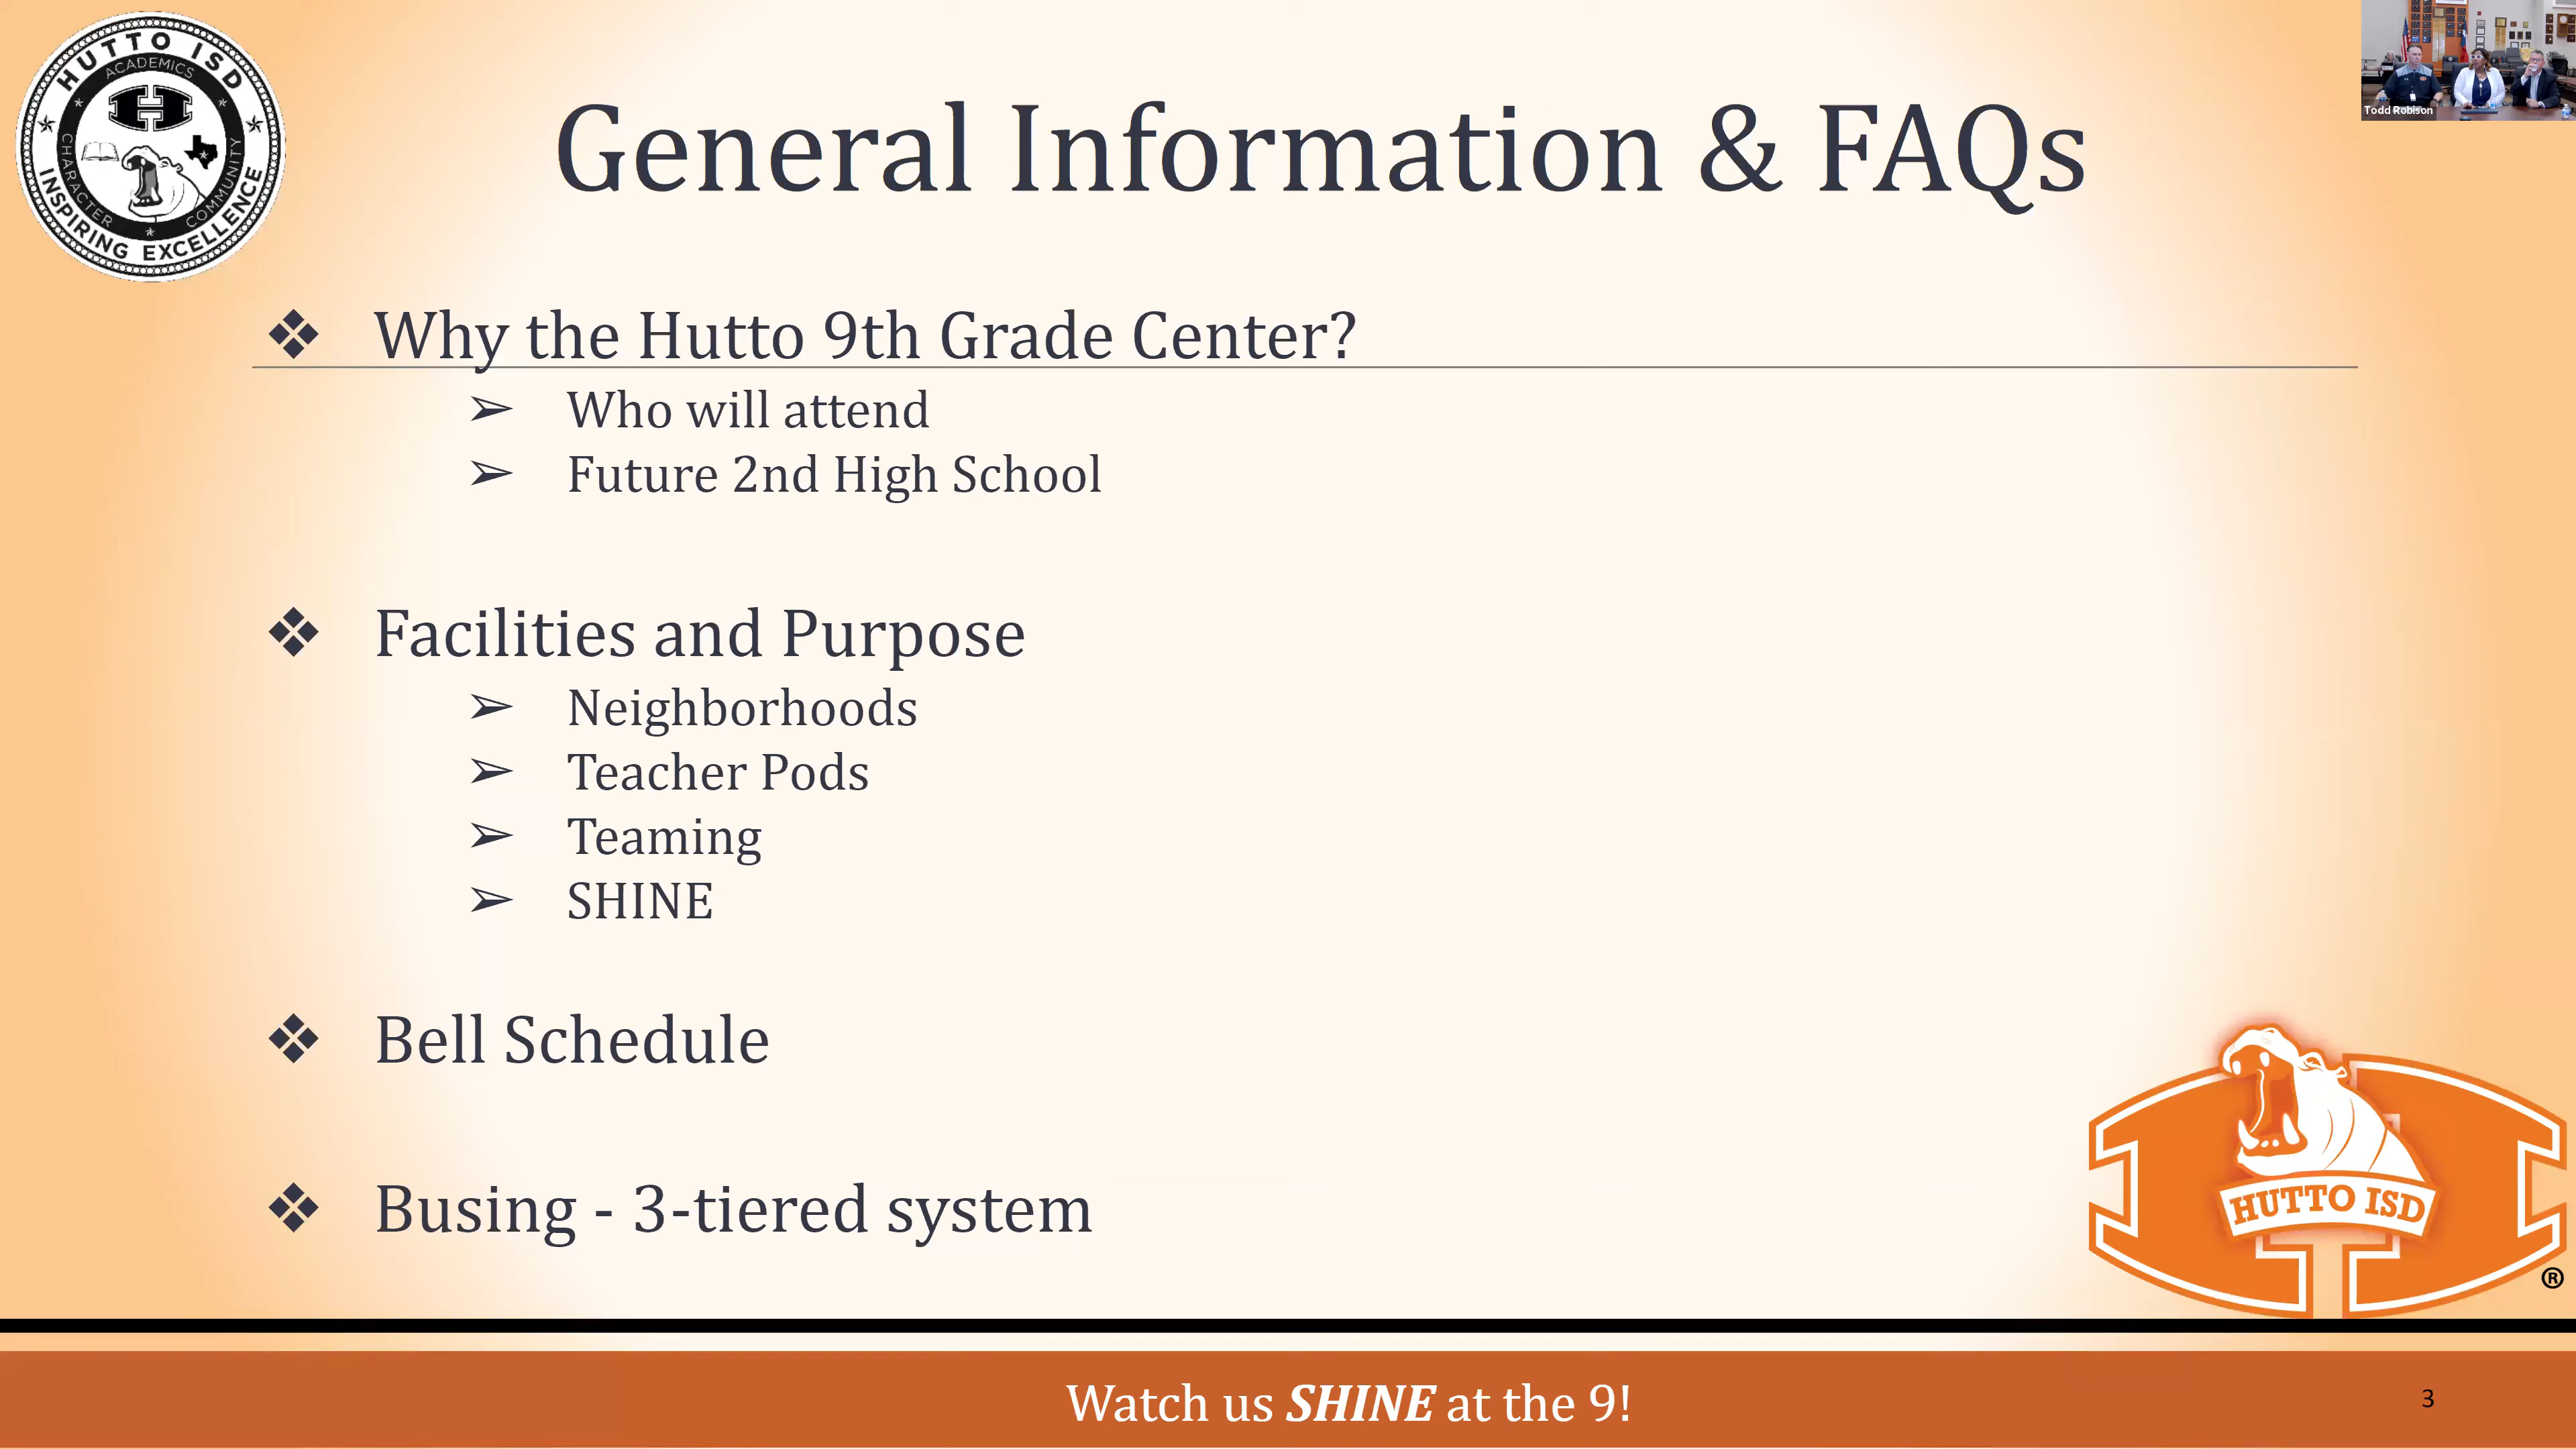 HUTTO ISD
ACADEMICS
CHARACTER
COMMUNITY
INSPIRING EXCELLENCE
General Information & FAQs
Todd Robison
❖ Why the Hutto 9th Grade Center?
➢ Who will attend
➢ Future 2nd High School
❖ Facilities and Purpose
➢ Neighborhoods
➢ Teacher Pods
➢ Teaming
➢ SHINE
❖ Bell Schedule
❖ Busing - 3-tiered system
HUTTO ISD
®
Watch us SHINE at the 9!
3